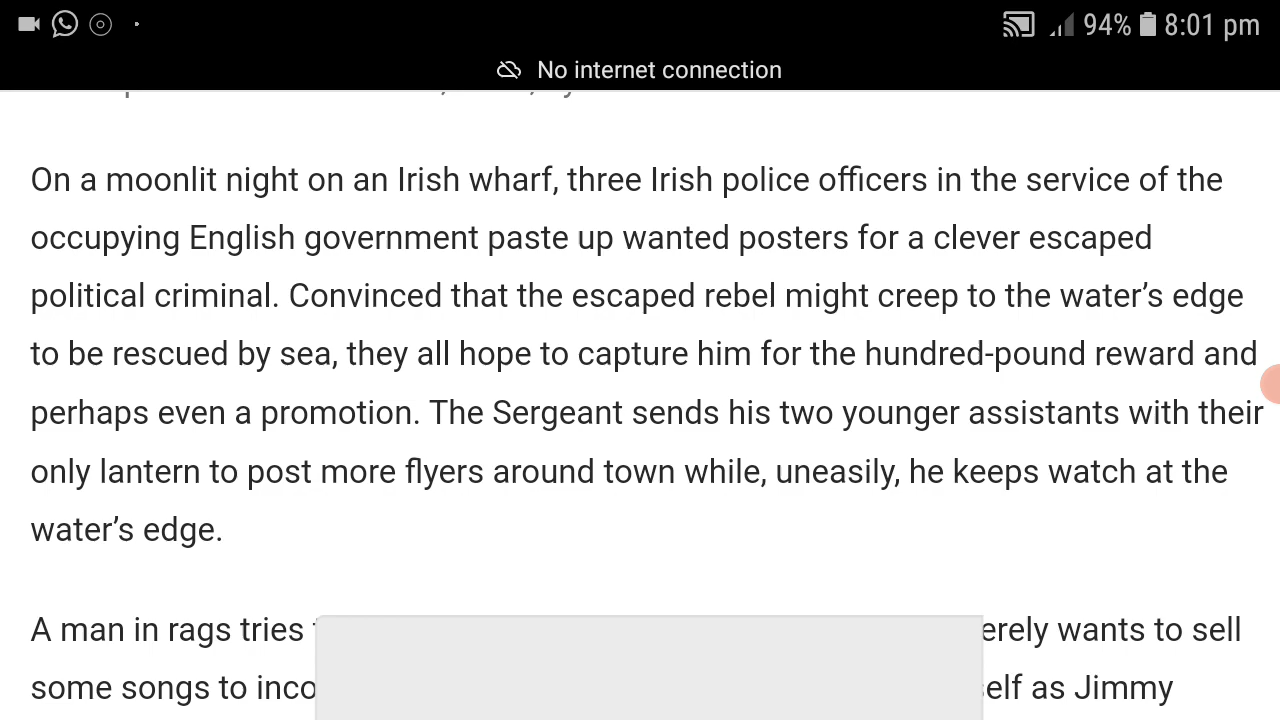 94% 8:01 pm
No internet connection
On a moonlit night on an Irish wharf, three Irish police officers in the service of the
occupying English government paste up wanted posters for a clever escaped
political criminal. Convinced that the escaped rebel might creep to the water’s edge
to be rescued by sea, they all hope to capture him for the hundred-pound reward and
perhaps even a promotion. The Sergeant sends his two younger assistants with their
only lantern to post more flyers around town while, uneasily, he keeps watch at the
water’s edge.
A man in rags tries erely wants to sell
some songs to inco self as Jimmy